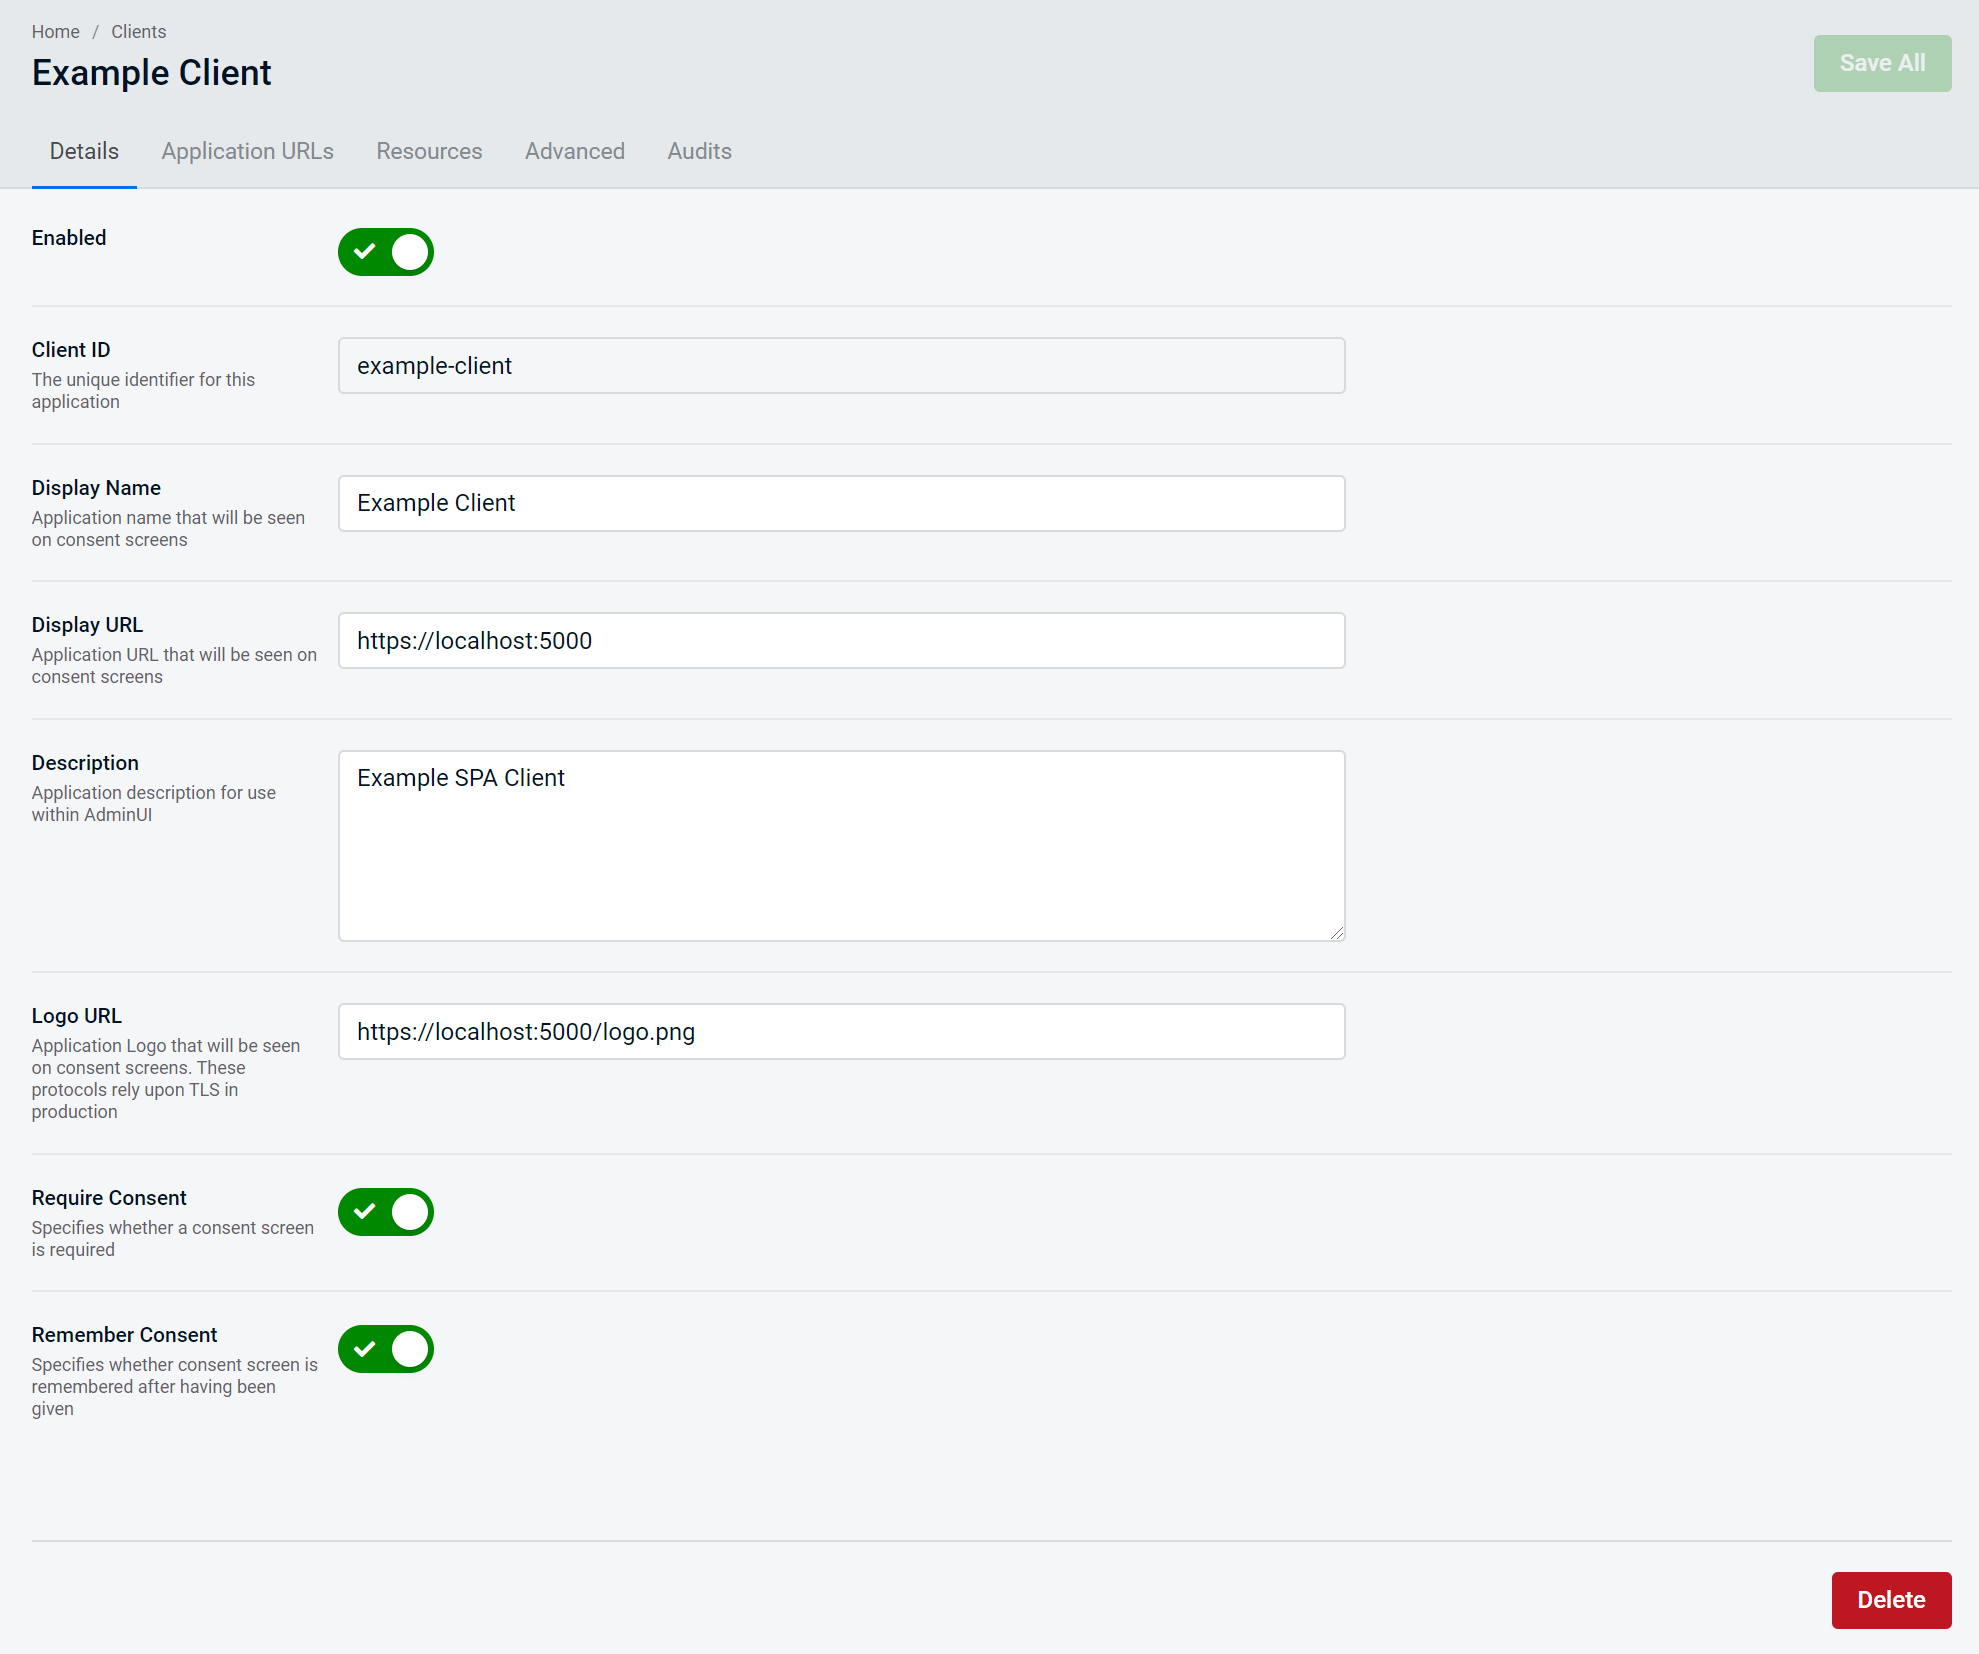 Home / Clients
Example Client
Save All
Details Application URLs Resources Advanced Audits
Enabled
Client ID
The unique identifier for this
application
example-client
Display Name
Application name that will be seen
on consent screens
Example Client
Display URL
Application URL that will be seen on
consent screens
https://localhost:5000
Description
Application description for use
within AdminUI
Example SPA Client
Logo URL
Application Logo that will be seen
on consent screens. These
protocols rely upon TLS in
production
https://localhost:5000/logo.png
Require Consent
Specifies whether a consent screen
is required
Remember Consent
Specifies whether consent screen is
remembered after having been
given
Delete